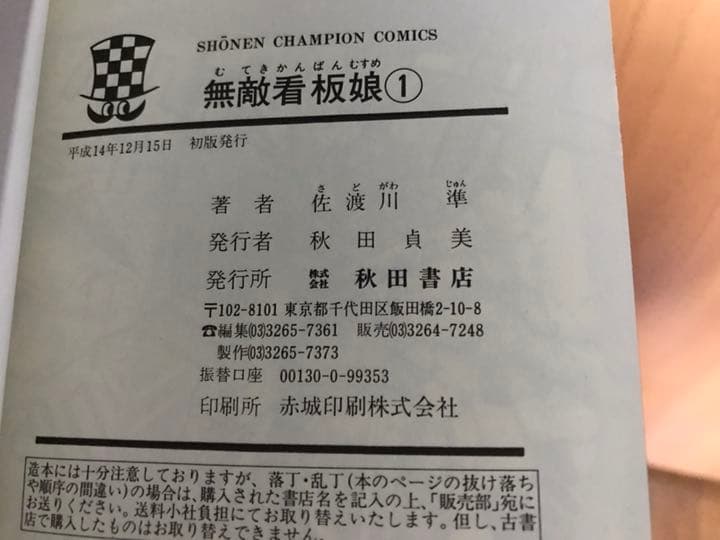 SHŌNEN CHAMPION COMICS
むてきかんばんむすめ
無敵看板娘①
平成14年12月15日 初版発行
さどがわ じゅん
著者 佐渡川 準
発行者 秋田貞美
発行所 株式会社 秋田書店
〒102-8101 東京都千代田区飯田橋2-10-8
☎編集(03)3265-7361 販売(03)3264-7248
製作(03)3265-7373
振替口座 00130-0-99353
印刷所 赤城印刷株式会社
造本には十分注意しておりますが、落丁・乱丁(本のページの抜け落ち
や順序の間違い)の場合は、購入された書店名を記入の上、「販売部」宛に
お送りください。送料小社負担にてお取り替えいたします。但し、古書
店で購入したものはお取り替えできません。